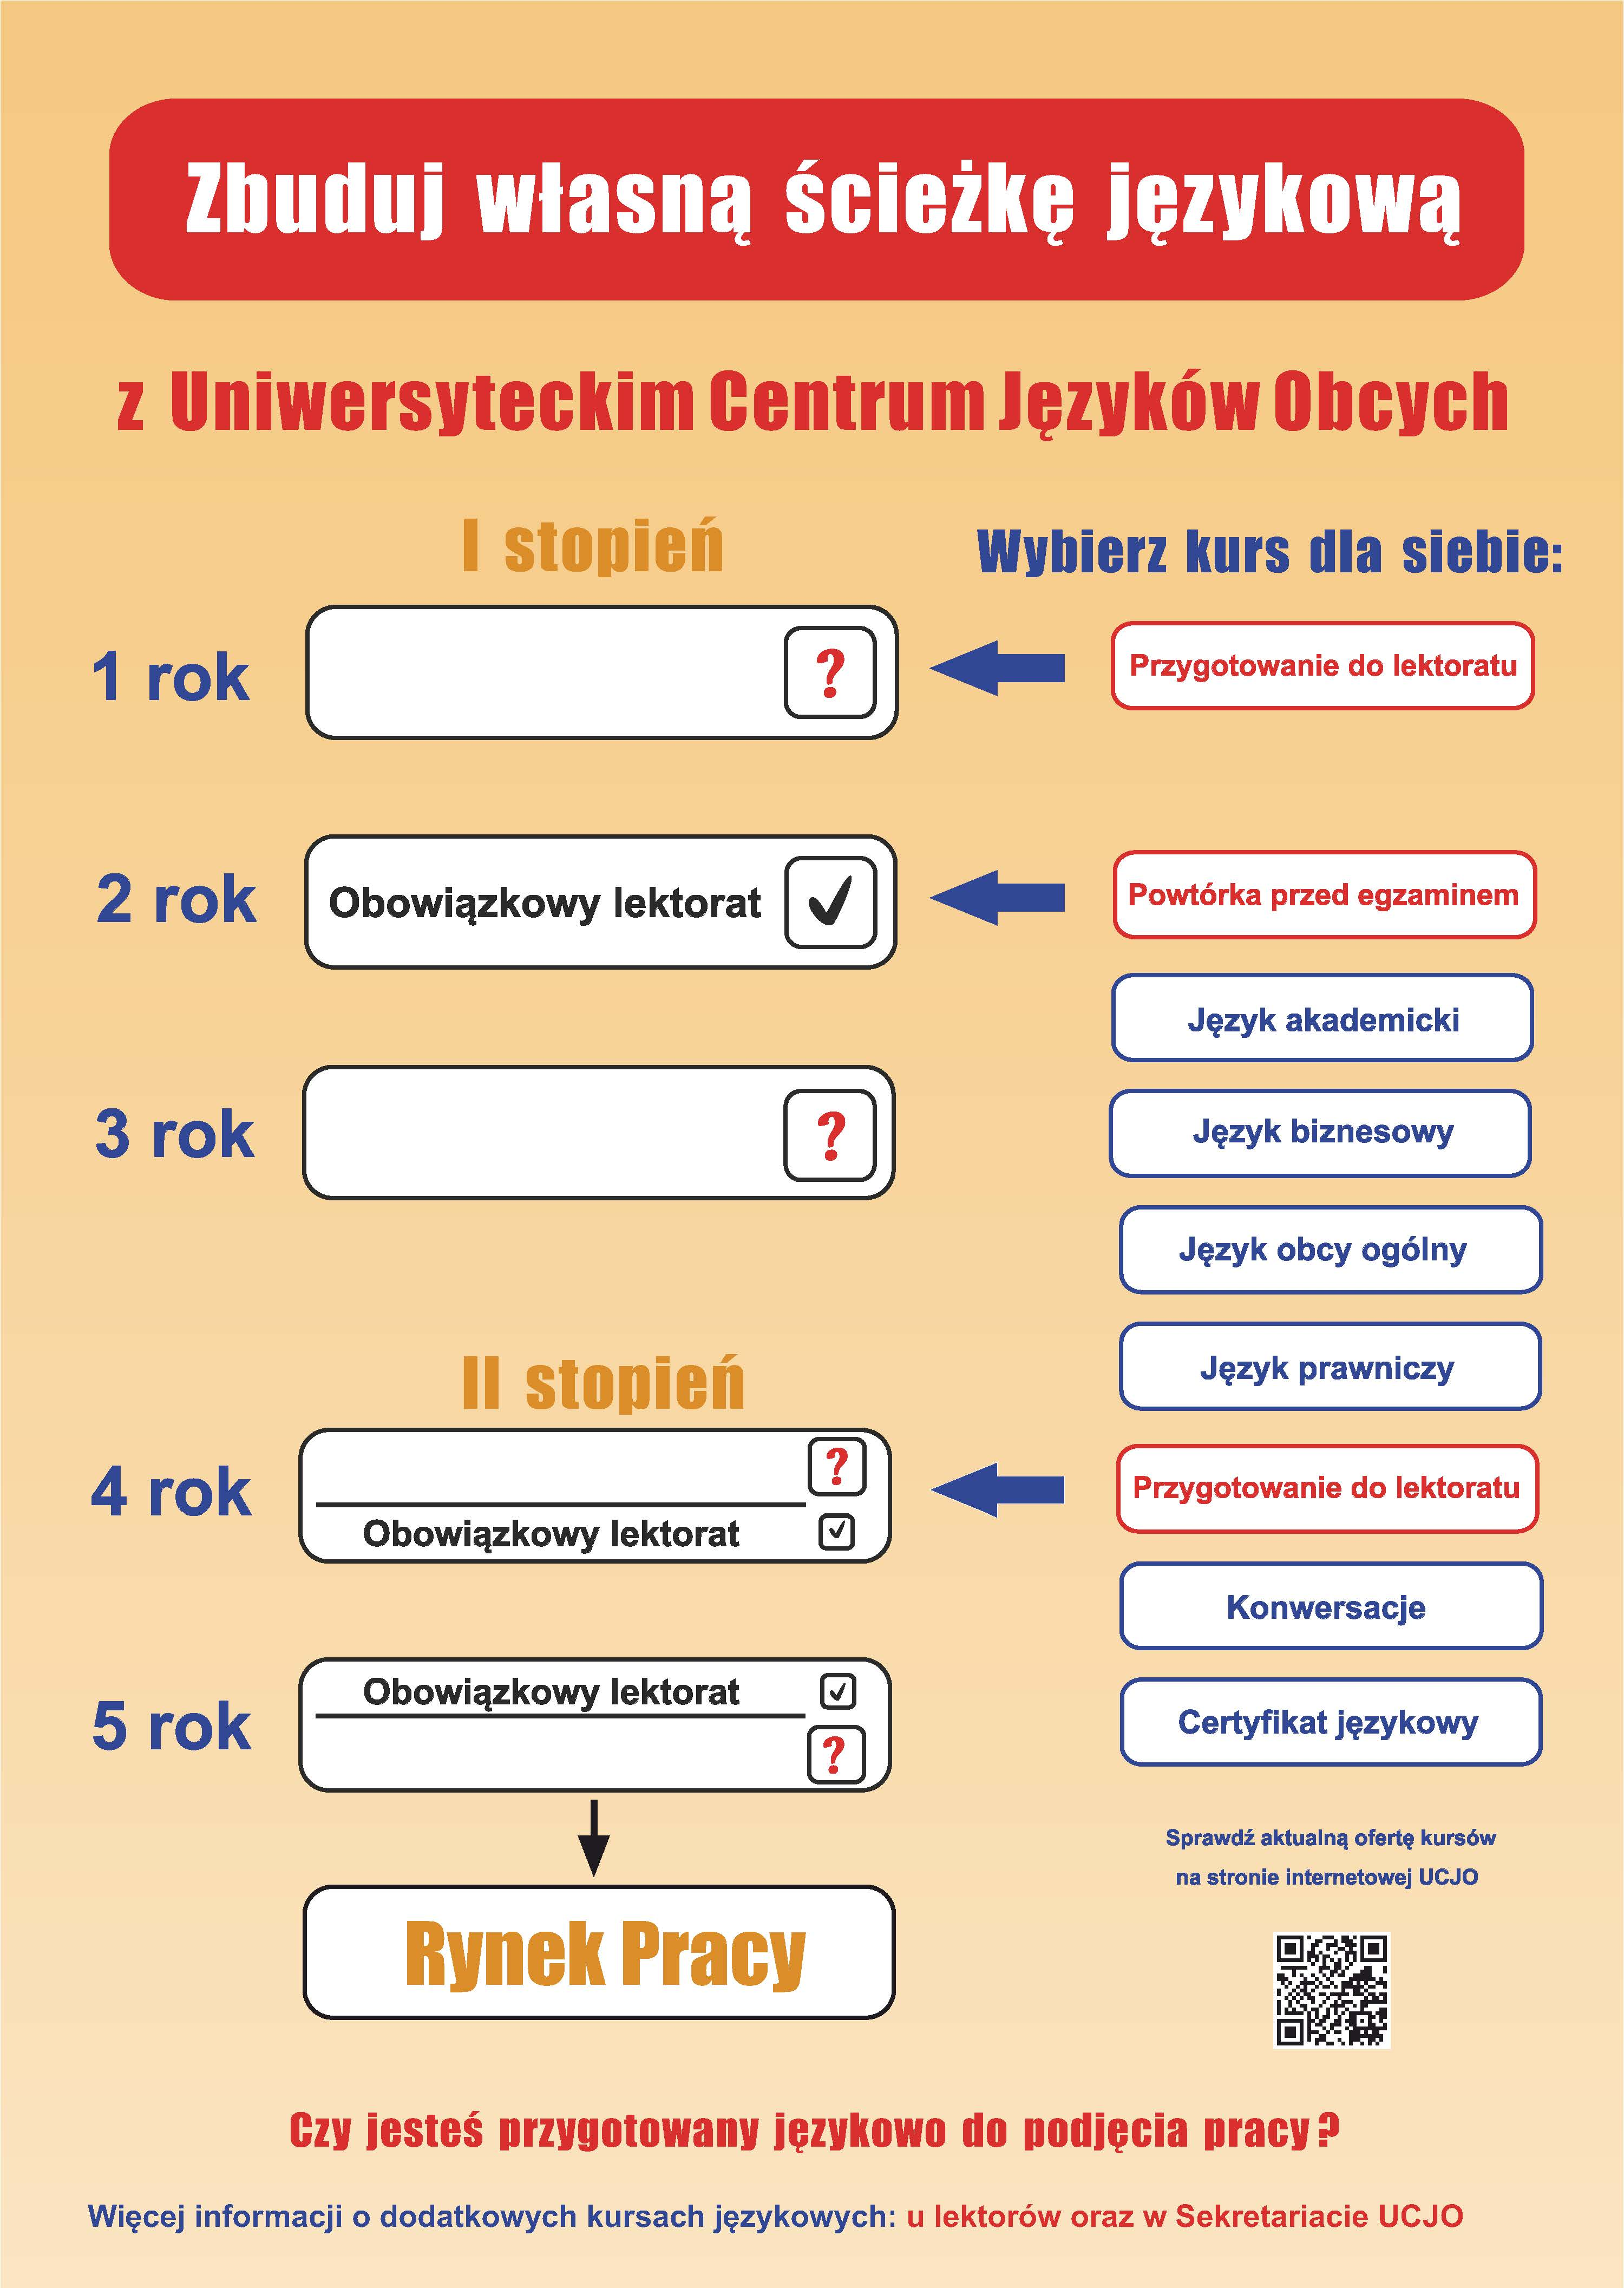 Zbuduj własną ścieżkę językową
z Uniwersyteckim Centrum Języków Obcych
I stopień
Wybierz kurs dla siebie:
1 rok
?
Przygotowanie do lektoratu
2 rok
Obowiązkowy lektorat
Powtórka przed egzaminem
Język akademicki
3 rok
?
Język biznesowy
Język obcy ogólny
Język prawniczy
II stopień
4 rok
?
Obowiązkowy lektorat
Przygotowanie do lektoratu
Konwersacje
5 rok
Obowiązkowy lektorat
?
Certyfikat językowy
Sprawdź aktualną ofertę kursów
na stronie internetowej UCJO
Rynek Pracy
Czy jesteś przygotowany językowo do podjęcia pracy?
Więcej informacji o dodatkowych kursach językowych: u lektorów oraz w Sekretariacie UCJO